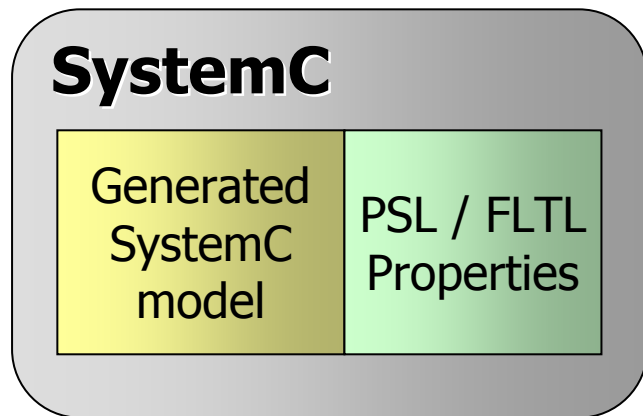 SystemC
Generated
SystemC
model
PSL / FLTL
Properties